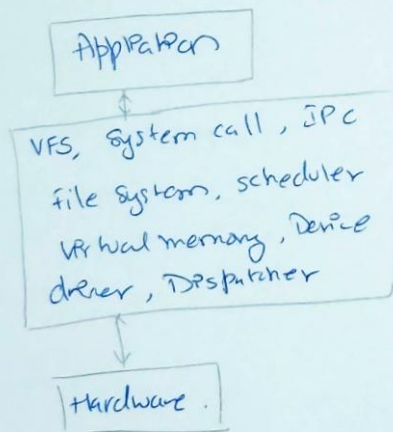 Application
VFS, System call, IPC
file System, scheduler
virtual memory, Device
driver, Dispatcher
Hardware.